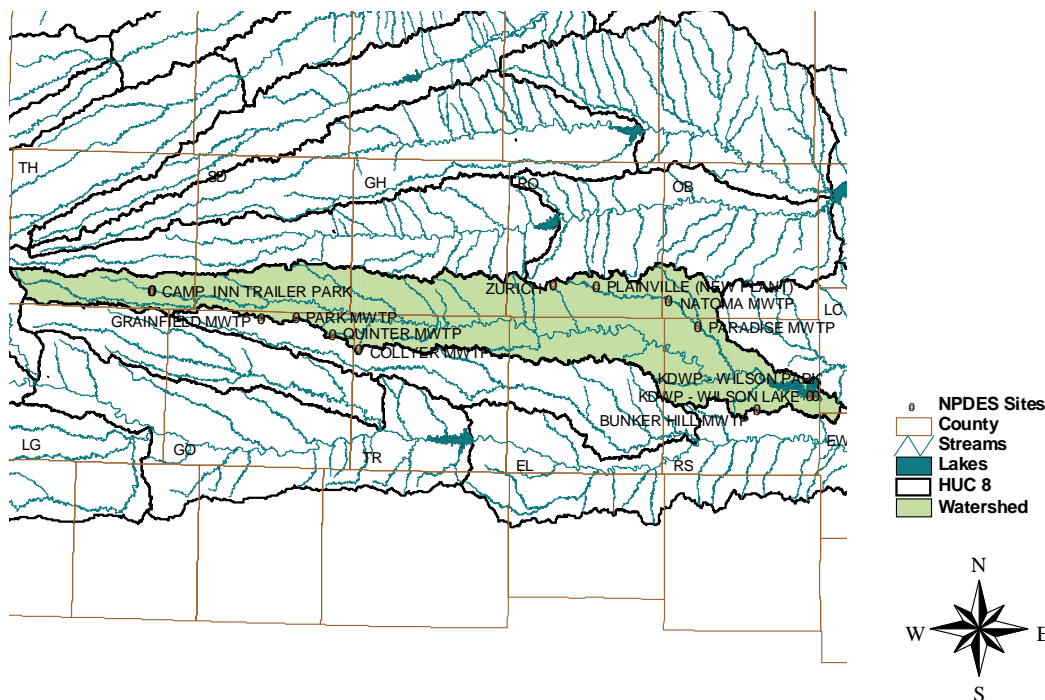 TH
SD
GH
RO
OB
ZURICH
PLAINVILLE (NEW PLANT)
CAMP INN TRAILER PARK
NATOMA MWTP
LC
GRAINFIELD MWTP
PARK MWTP
PARADISE MWTP
QUINTER MWTP
COLLYER MWTP
KDWP - WILSON PARK
KDWP - WILSON LAKE
BUNKER HILL MWTP
LG
GO
TR
EL
RS
EW
NPDES Sites
County
Streams
Lakes
HUC 8
Watershed
N
W
E
S